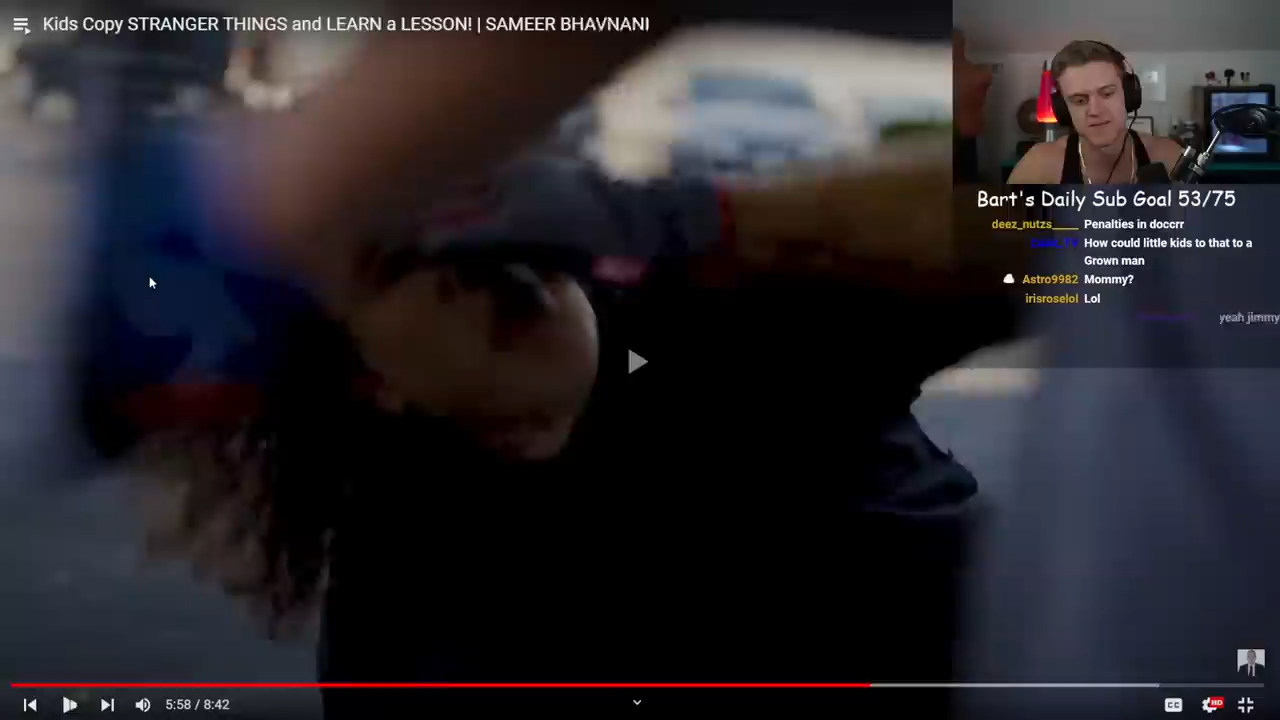 Kids Copy STRANGER THINGS and LEARN a LESSON! | SAMEER BHAVNANI
Bart's Daily Sub Goal 53/75
deez_nutzs____ Penalties in doccrr
How could little kids to that to a
Grown man
Astro9982 Mommy?
irisroselol Lol
yeah jimmy
5:58 / 8:42
CC
HD